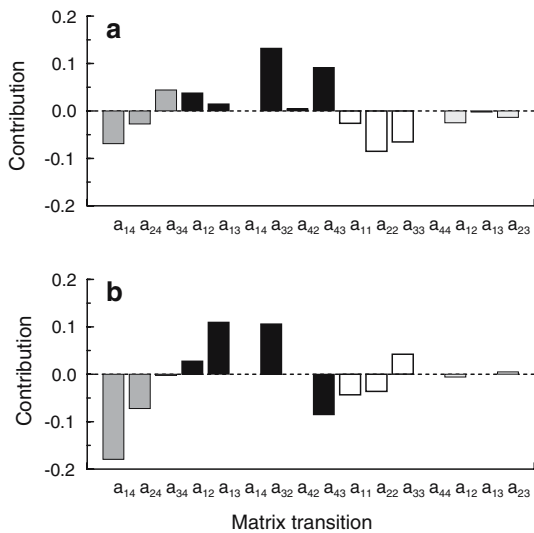 0.2
a
0.1
0.0
-0.1
-0.2
Contribution
a₁₄ a₂₄ a₃₄ a₁₂ a₁₃ a₁₄ a₃₂ a₄₂ a₄₃ a₁₁ a₂₂ a₃₃ a₄₄ a₁₂ a₁₃ a₂₃
0.2
b
0.1
0.0
-0.1
-0.2
Contribution
a₁₄ a₂₄ a₃₄ a₁₂ a₁₃ a₁₄ a₃₂ a₄₂ a₄₃ a₁₁ a₂₂ a₃₃ a₄₄ a₁₂ a₁₃ a₂₃
Matrix transition